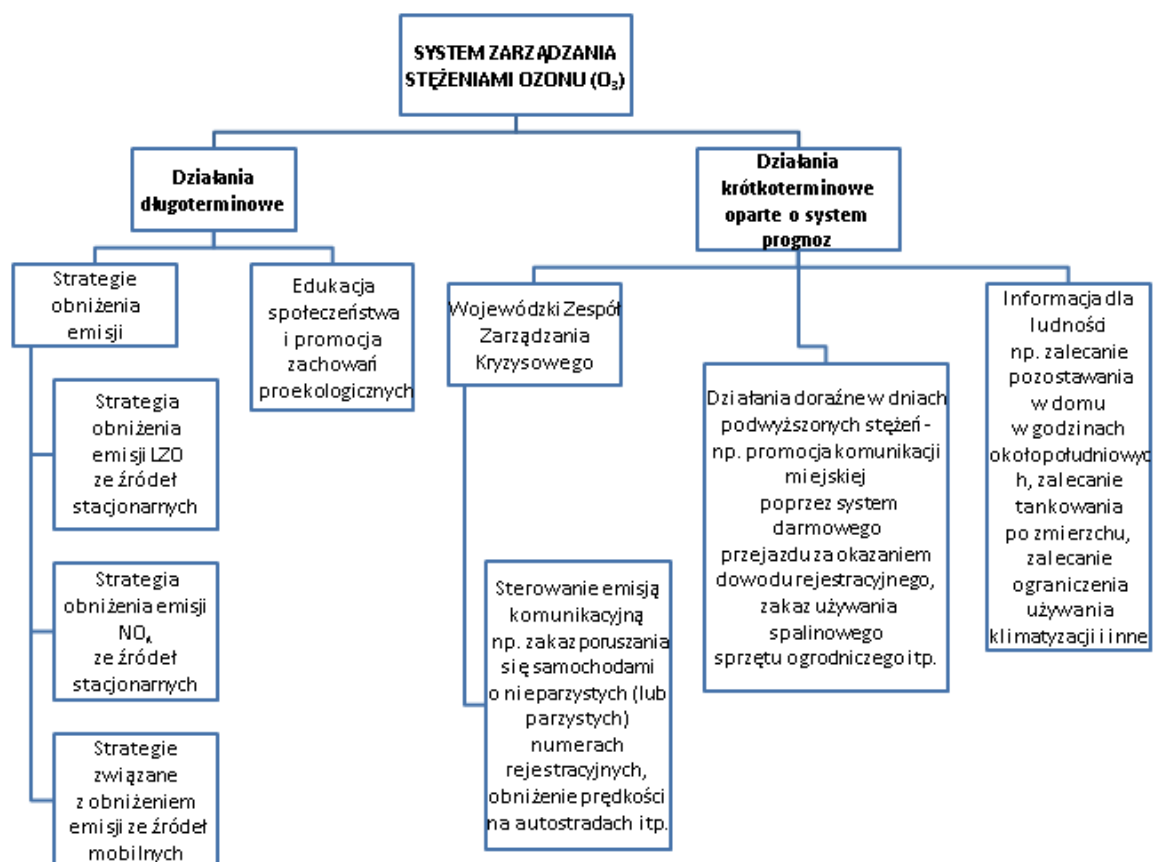 SYSTEM ZARZĄDZANIA
STĘŻENIAMI OZONU (O₃)
Działania
długoterminowe
Działania
krótkoterminowe
oparte o system
prognoz
Strategie
obniżenia
emisji
Edukacja
społeczeństwa
i promocja
zachowań
proekologicznych
Strategia
obniżenia
emisji LZO
ze źródeł
stacjonarnych
Strategia
obniżenia emisji
NOₓ
ze źródeł
stacjonarnych
Strategie
związane
z obniżeniem
emisji ze źródeł
mobilnych
Wojewódzki Zespół
Zarządzania
Kryzysowego
Sterowanie emisją
komunikacyjną
np. zakaz poruszania
się samochodami
o nieparzystych (lub
parzystych)
numerach
rejestracyjnych,
obniżenie prędkości
na autostradach itp.
Działania doraźne w dniach
podwyższonych stężeń -
np. promocja komunikacji
miejskiej
poprzez system
darmowego
przejazdu za okazaniem
dowodu rejestracyjnego,
zakaz używania
spalinowego
sprzętu ogrodniczego itp.
Informacja dla
ludności
np. zalecanie
pozostawania
w domu
w godzinach
okołopołudniowyc
h, zalecanie
tankowania
po zmierzchu,
zalecanie
ograniczenia
używania
klimatyzacji i inne